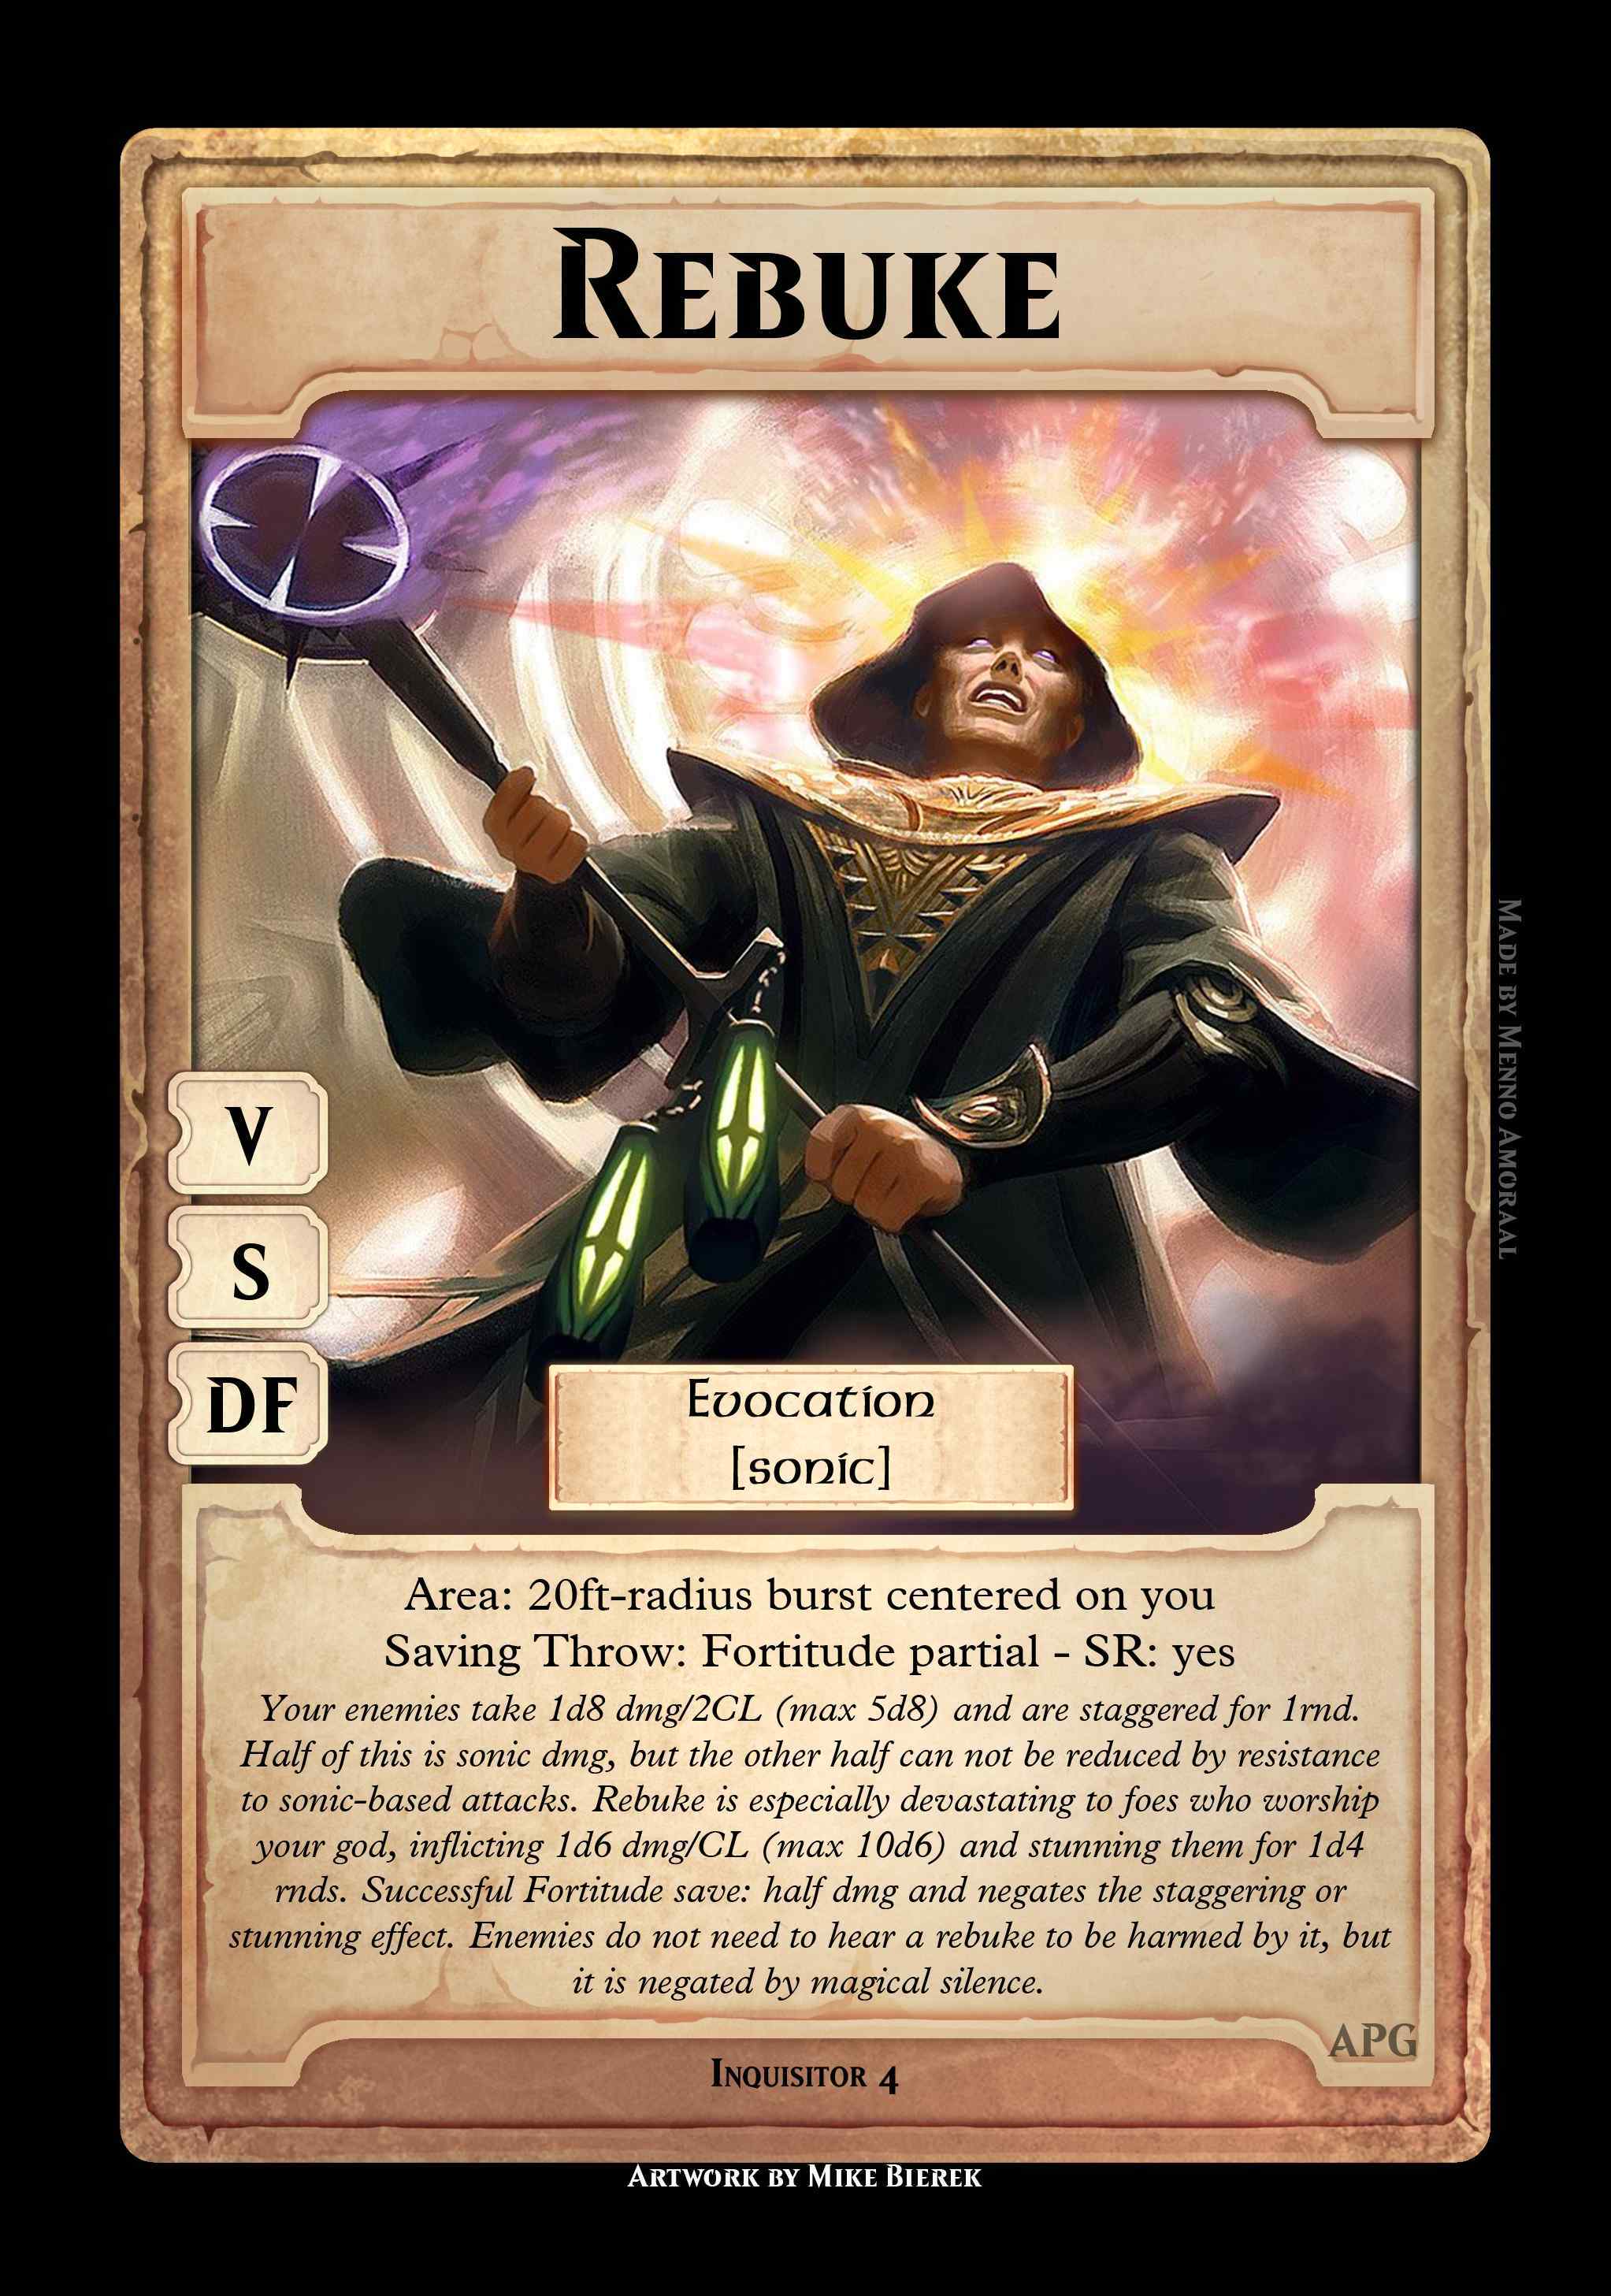 Rebuke
V
S
DF
Evocation
[sonic]
Area: 20ft-radius burst centered on you
Saving Throw: Fortitude partial - SR: yes
Your enemies take 1d8 dmg/2CL (max 5d8) and are staggered for 1rnd.
Half of this is sonic dmg, but the other half can not be reduced by resistance
to sonic-based attacks. Rebuke is especially devastating to foes who worship
your god, inflicting 1d6 dmg/CL (max 10d6) and stunning them for 1d4
rnds. Successful Fortitude save: half dmg and negates the staggering or
stunning effect. Enemies do not need to hear a rebuke to be harmed by it, but
it is negated by magical silence.
APG
Inquisitor 4
Artwork by Mike Bierek
Made by Menno Amoraal